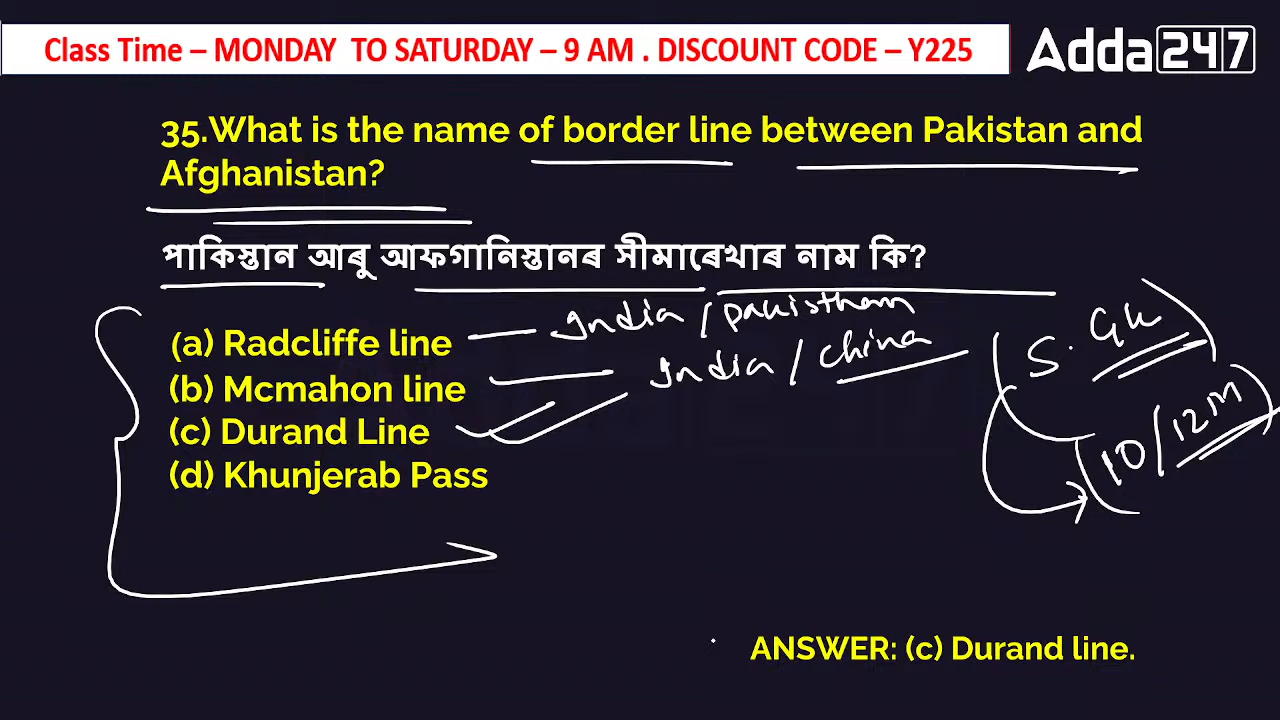 Class Time – MONDAY TO SATURDAY – 9 AM . DISCOUNT CODE – Y225
Adda247
35.What is the name of border line between Pakistan and
Afghanistan?
পাকিস্তান আৰু আফগানিস্তানৰ সীমাৰেখাৰ নাম কি?
(a) Radcliffe line
India / pakistham
(b) Mcmahon line
India / china
(c) Durand Line
(d) Khunjerab Pass
S. GK
10/12 M
ANSWER: (c) Durand line.